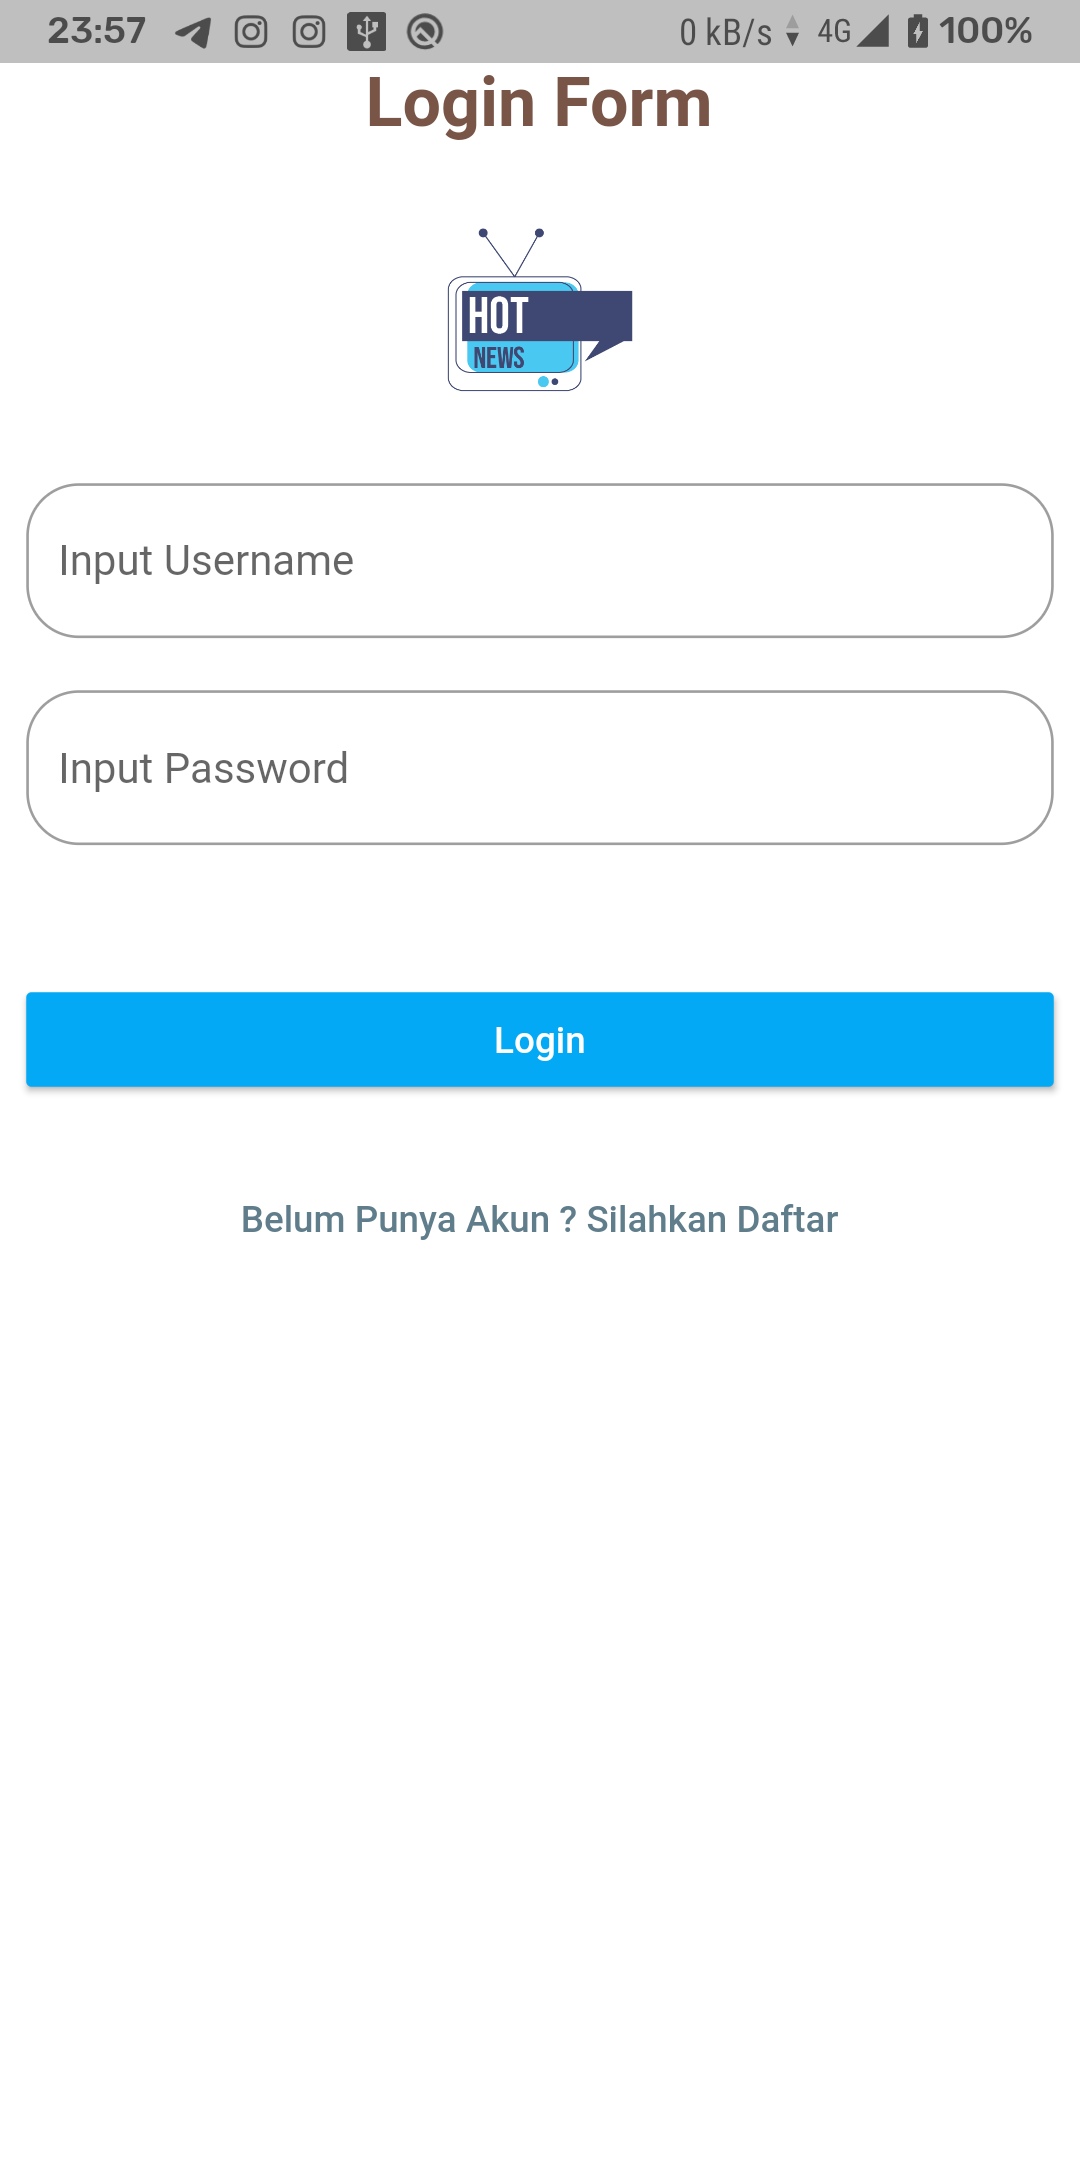 23:57 0 kB/s 4G 100%
Login Form
HOT
NEWS
Input Username
Input Password
Login
Belum Punya Akun ? Silahkan Daftar